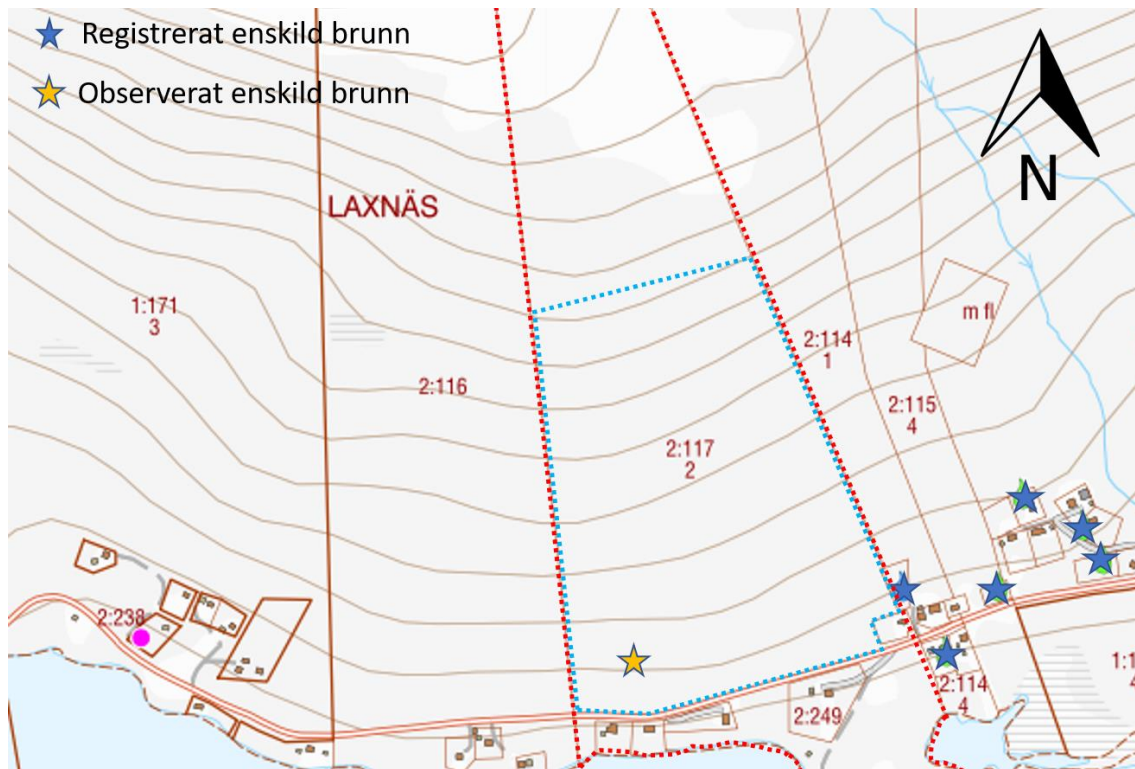 Registrerat enskild brunn
Observerat enskild brunn
N
LAXNÄS
1:171
3
2:116
2:114
1
m fl
2:115
4
2:117
2
2:238
2:249
2:114
4